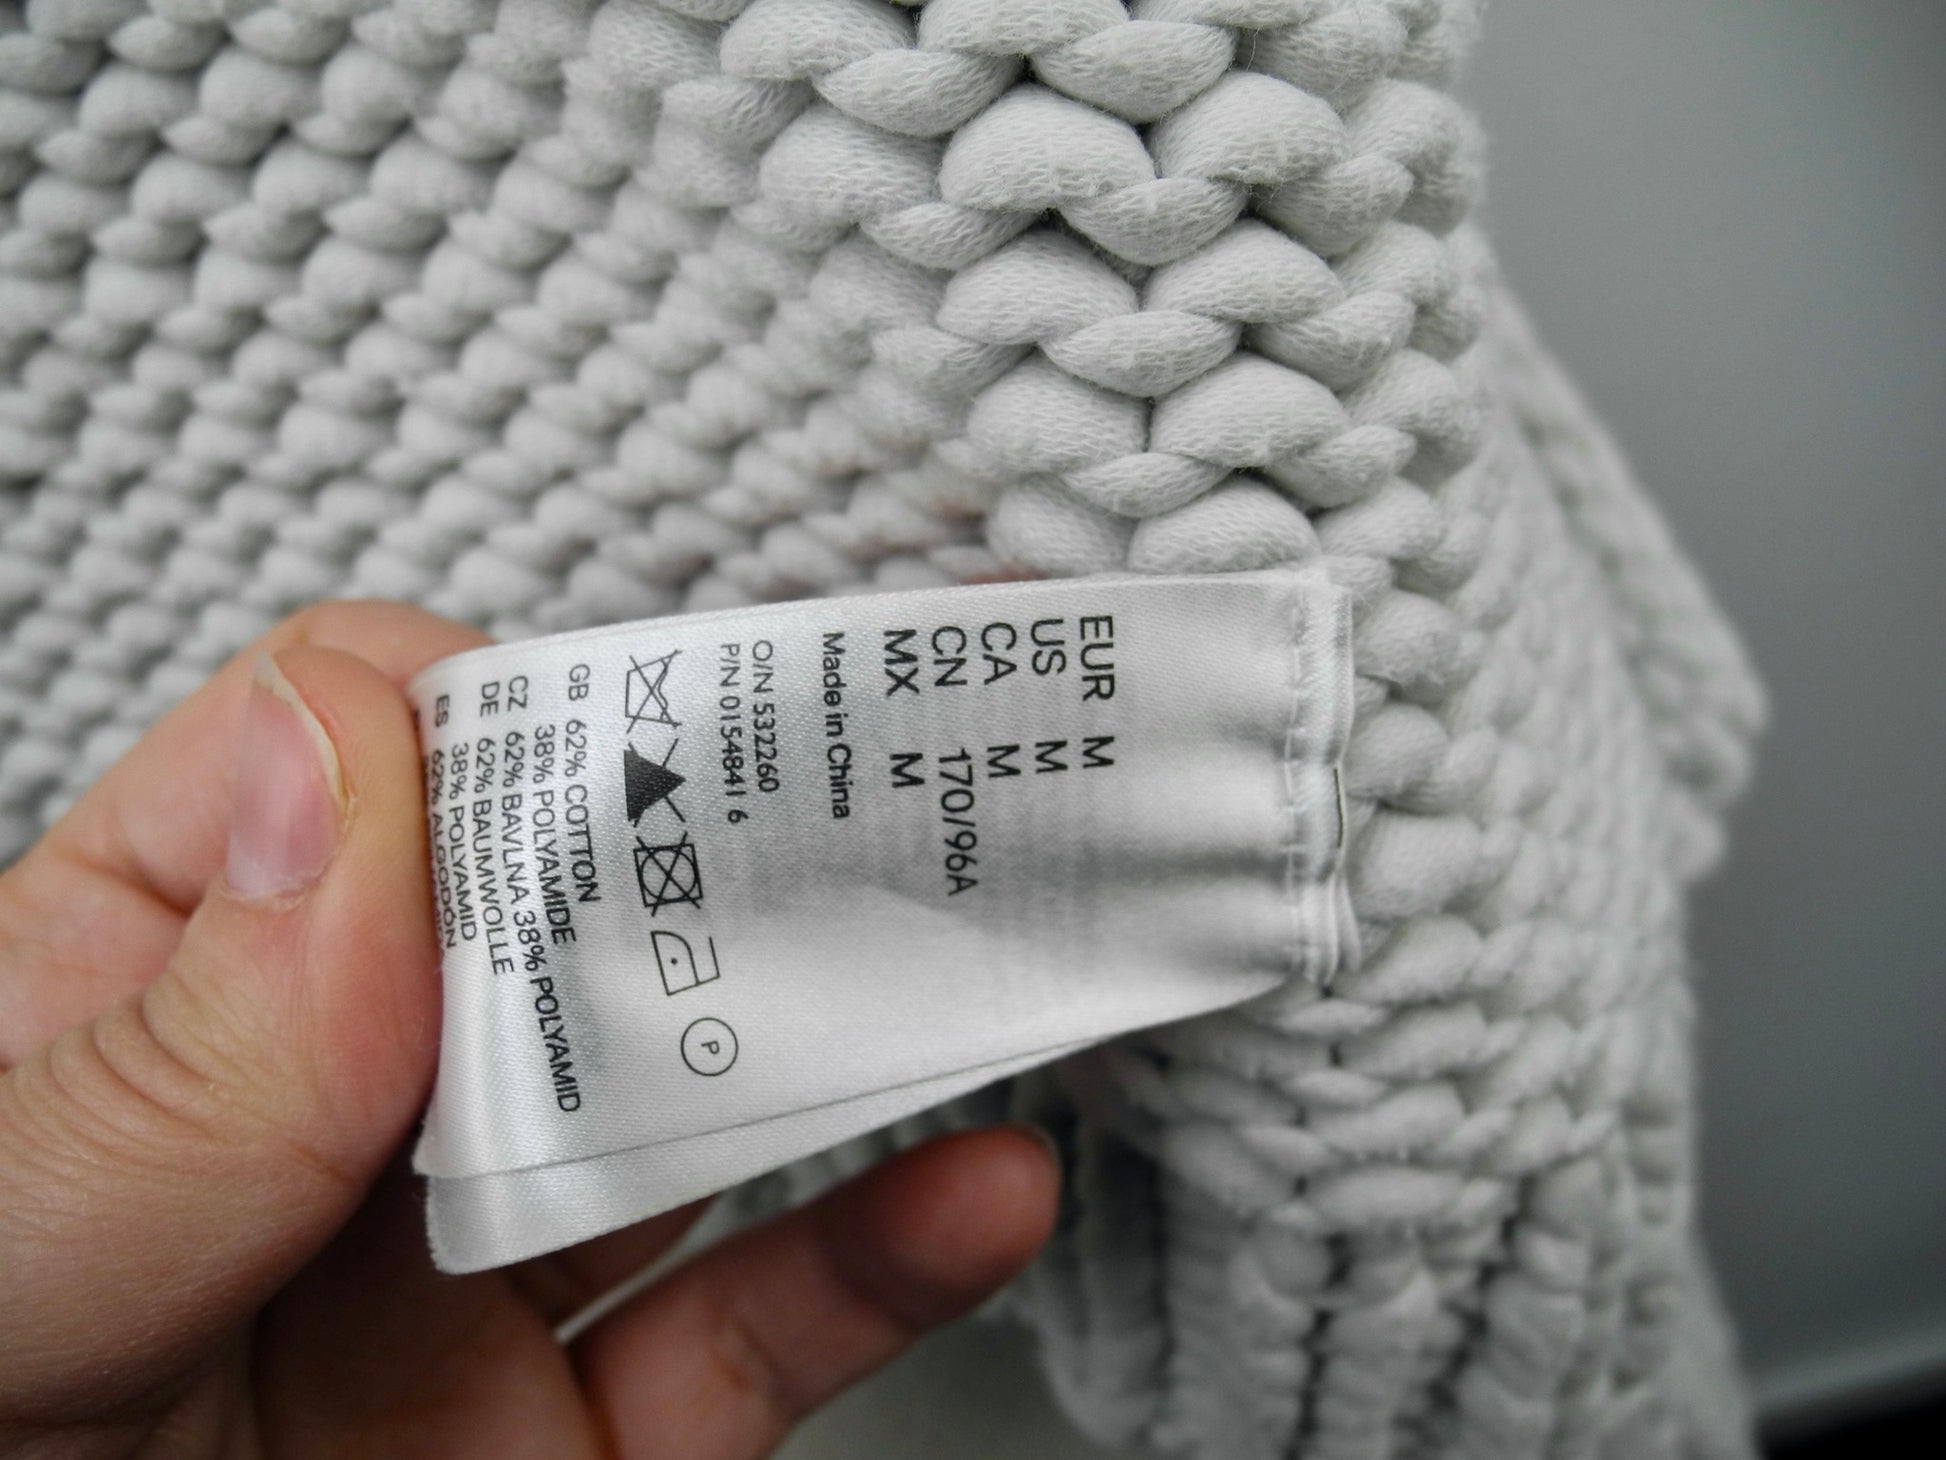 EUR M
US M
CA M
CN 170/96A
MX M
Made in China
O/N 532260
P/N 0154841 6
P
GB 62% COTTON
38% POLYAMIDE
CZ 62% BAVLNA 38% POLYAMID
DE 62% BAUMWOLLE
38% POLYAMID
ES 62% ALGODÓN